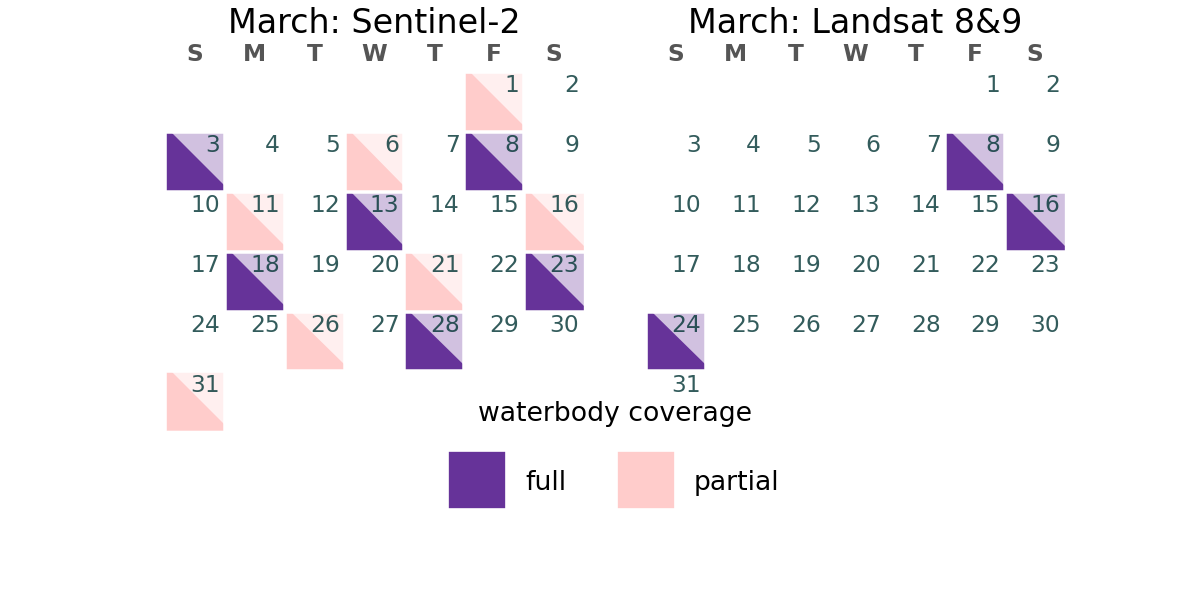 March: Sentinel-2
S M T W T F S
1 2
3 4 5 6 7 8 9
10 11 12 13 14 15 16
17 18 19 20 21 22 23
24 25 26 27 28 29 30
31
March: Landsat 8&9
S M T W T F S
1 2
3 4 5 6 7 8 9
10 11 12 13 14 15 16
17 18 19 20 21 22 23
24 25 26 27 28 29 30
31
waterbody coverage
full partial